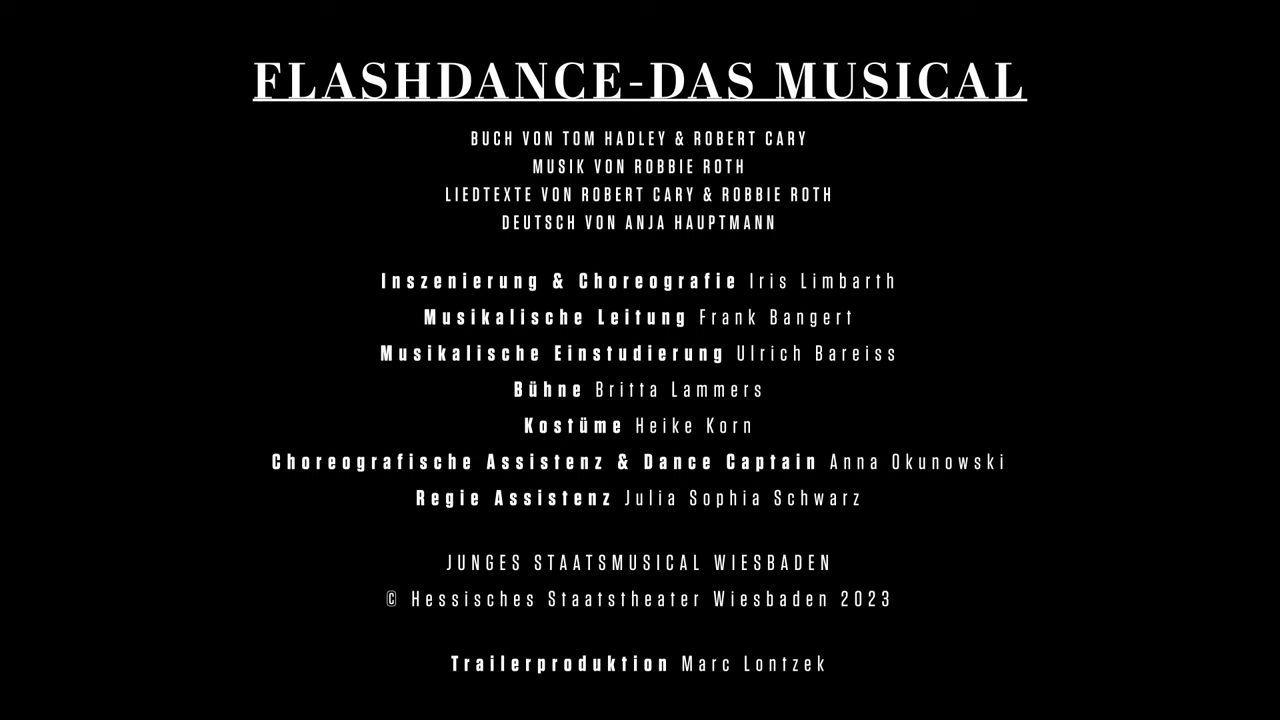 FLASHDANCE-DAS MUSICAL
BUCH VON TOM HADLEY & ROBERT CARY
MUSIK VON ROBBIE ROTH
LIEDTEXTE VON ROBERT CARY & ROBBIE ROTH
DEUTSCH VON ANJA HAUPTMANN
Inszenierung & Choreografie Iris Limbarth
Musikalische Leitung Frank Bangert
Musikalische Einstudierung Ulrich Bareiss
Bühne Britta Lammers
Kostüme Heike Korn
Choreografische Assistenz & Dance Captain Anna Okunowski
Regie Assistenz Julia Sophia Schwarz
JUNGES STAATSMUSICAL WIESBADEN
© Hessisches Staatstheater Wiesbaden 2023
Trailerproduktion Marc Lontzek